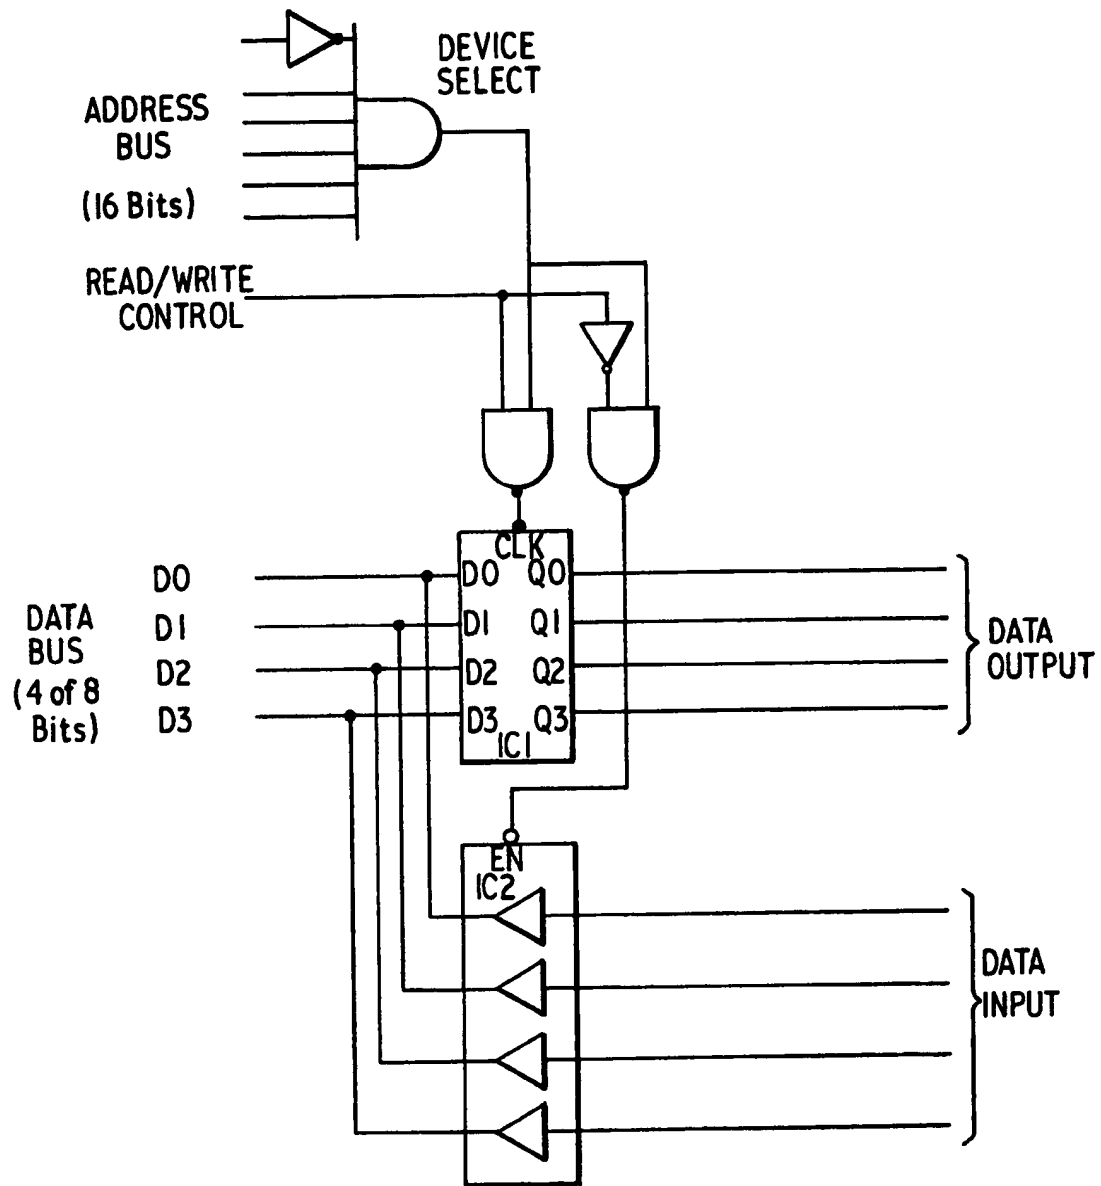 DEVICE
SELECT
ADDRESS
BUS
(16 Bits)
READ/WRITE
CONTROL
CLK
D0
D0
Q0
DATA
BUS
(4 of 8
Bits)
D1
D1
Q1
D2
D2
Q2
D3
D3
Q3
IC1
DATA
OUTPUT
EN
IC2
DATA
INPUT